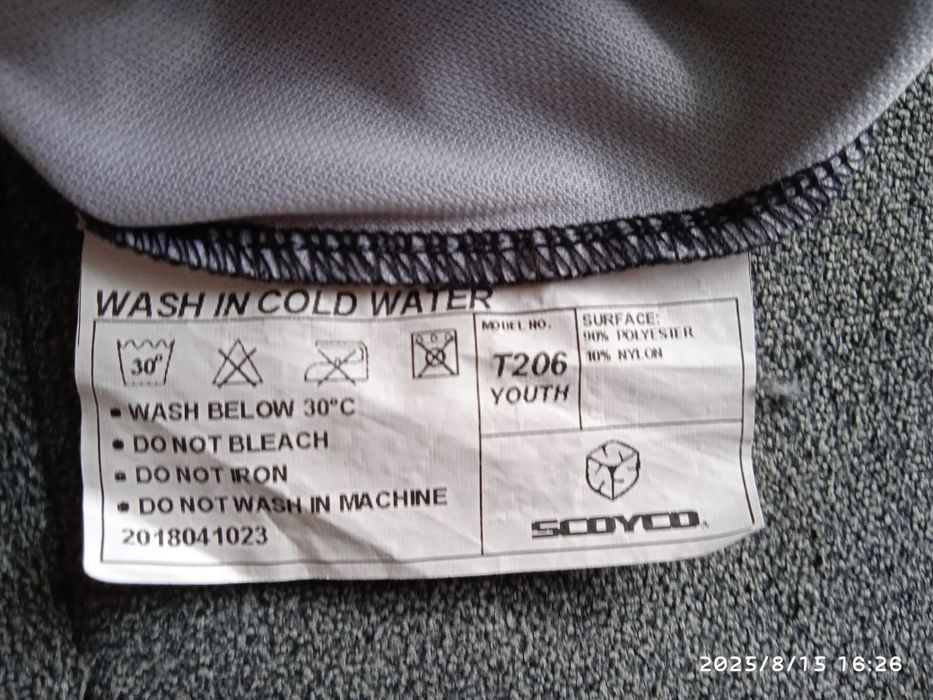 WASH IN COLD WATER
30°
• WASH BELOW 30°C
• DO NOT BLEACH
• DO NOT IRON
• DO NOT WASH IN MACHINE
2018041023
MODEL NO.
T206
YOUTH
SURFACE:
90% POLYESTER
10% NYLON
SCOYCO
2025/8/15 16:26